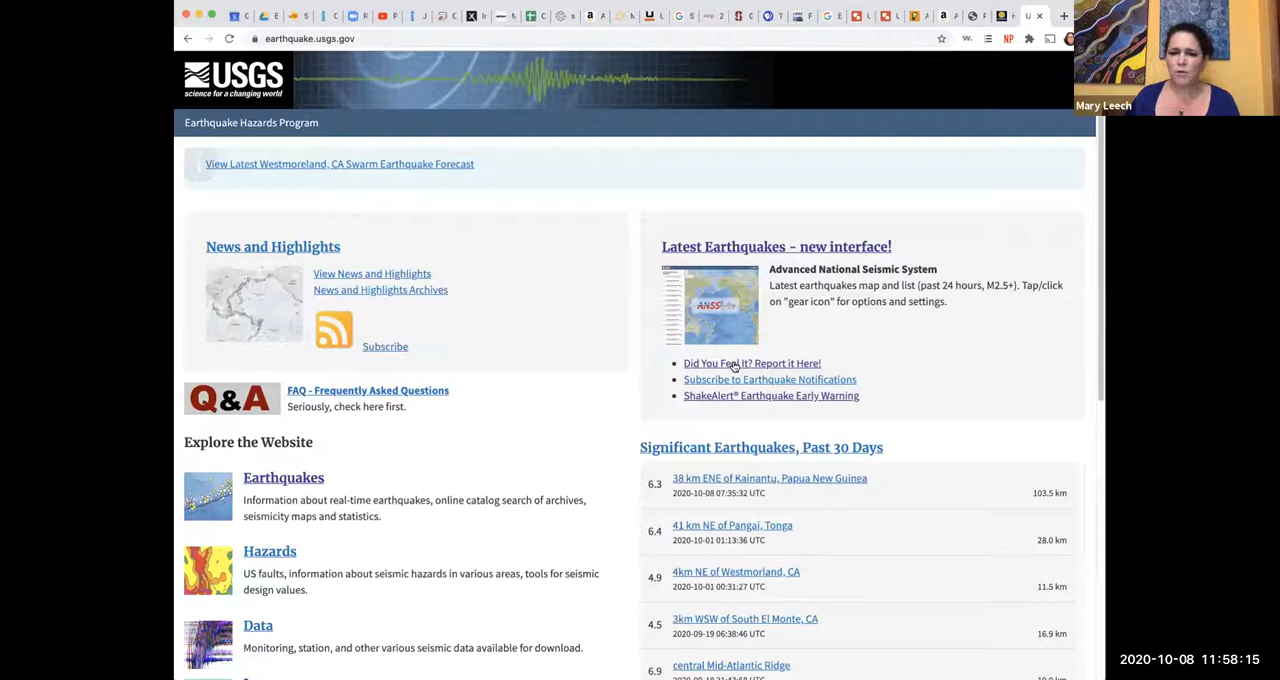 earthquake.usgs.gov
NP
USGS
science for a changing world
Mary Leech
Earthquake Hazards Program
View Latest Westmoreland, CA Swarm Earthquake Forecast
News and Highlights
View News and Highlights
News and Highlights Archives
Subscribe
Q&A
FAQ - Frequently Asked Questions
Seriously, check here first.
Explore the Website
Earthquakes
Information about real-time earthquakes, online catalog search of archives,
seismicity maps and statistics.
Hazards
US faults, information about seismic hazards in various areas, tools for seismic
design values.
Data
Monitoring, station, and other various seismic data available for download.
Latest Earthquakes - new interface!
ANSS
Advanced National Seismic System
Latest earthquakes map and list (past 24 hours, M2.5+). Tap/click
on "gear icon" for options and settings.
Did You Feel It? Report it Here!
Subscribe to Earthquake Notifications
ShakeAlert® Earthquake Early Warning
Significant Earthquakes, Past 30 Days
6.3 38 km ENE of Kainantu, Papua New Guinea
2020-10-08 07:35:32 UTC 103.5 km
6.4 41 km NE of Pangai, Tonga
2020-10-01 01:13:36 UTC 28.0 km
4.9 4km NE of Westmorland, CA
2020-10-01 00:31:27 UTC 11.5 km
4.5 3km WSW of South El Monte, CA
2020-09-19 06:38:46 UTC 16.9 km
6.9 central Mid-Atlantic Ridge
2020-10-08 11:58:15